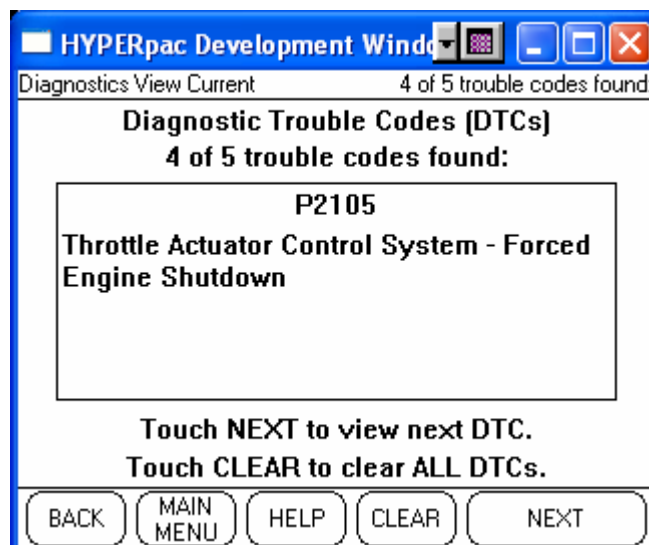 HYPERpac Development
Diagnostics View Current 4 of 5 trouble codes found:
Diagnostic Trouble Codes (DTCs)
4 of 5 trouble codes found:
P2105
Throttle Actuator Control System - Forced
Engine Shutdown
Touch NEXT to view next DTC.
Touch CLEAR to clear ALL DTCs.
BACK MAIN MENU HELP CLEAR NEXT